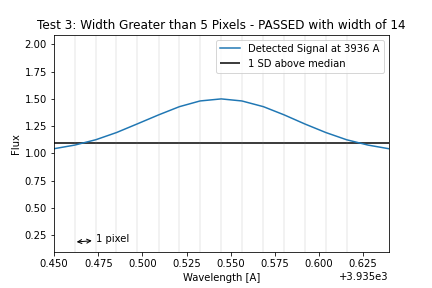 Test 3: Width Greater than 5 Pixels - PASSED with width of 14
2.00
1.75
1.50
1.25
1.00
0.75
0.50
0.25
Flux
Detected Signal at 3936 A
1 SD above median
1 pixel
0.450 0.475 0.500 0.525 0.550 0.575 0.600 0.625
+3.935e3
Wavelength [A]